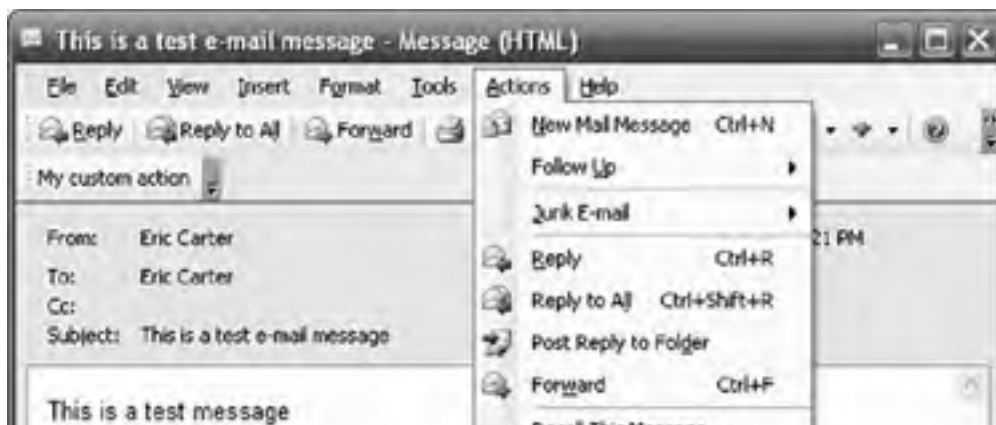 This is a test e-mail message - Message (HTML)
File Edit View Insert Format Tools Actions Help
Reply Reply to All Forward
My custom action
New Mail Message Ctrl+N
Follow Up
Junk E-mail
Reply Ctrl+R
Reply to All Ctrl+Shift+R
Post Reply to Folder
Forward Ctrl+F
From: Eric Carter
21 PM
To: Eric Carter
Cc:
Subject: This is a test e-mail message
This is a test message